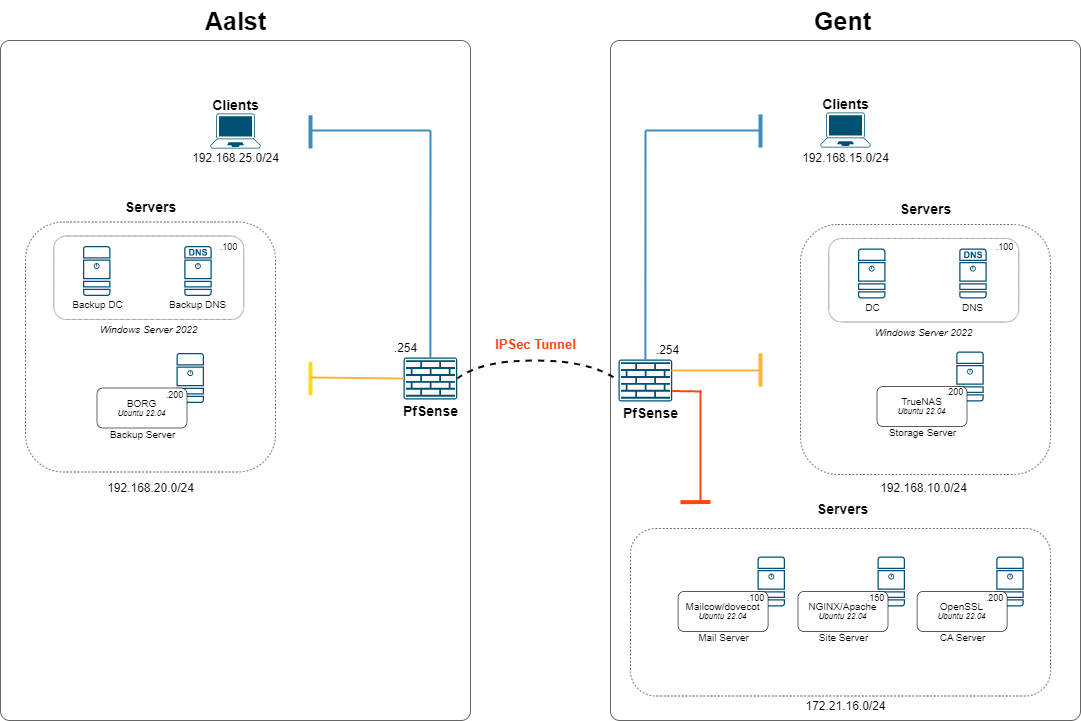 Aalst
Clients
192.168.25.0/24
Servers
.100
DNS
Backup DC
Backup DNS
Windows Server 2022
.200
BORG
Ubuntu 22.04
Backup Server
192.168.20.0/24
.254
PfSense
IPSec Tunnel
Gent
Clients
192.168.15.0/24
.254
PfSense
Servers
.100
DNS
DC
DNS
Windows Server 2022
.200
TrueNAS
Ubuntu 22.04
Storage Server
192.168.10.0/24
Servers
.100
Mailcow/dovecot
Ubuntu 22.04
Mail Server
.150
NGINX/Apache
Ubuntu 22.04
Site Server
.200
OpenSSL
Ubuntu 22.04
CA Server
172.21.16.0/24